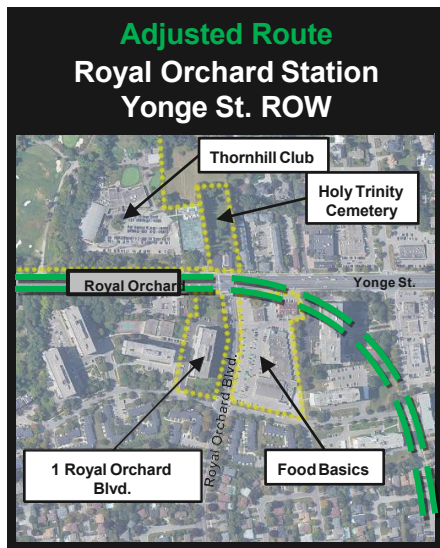 Adjusted Route
Royal Orchard Station
Yonge St. ROW
Thornhill Club
Holy Trinity
Cemetery
Royal Orchard
Yonge St.
Royal Orchard Blvd.
1 Royal Orchard
Blvd.
Food Basics